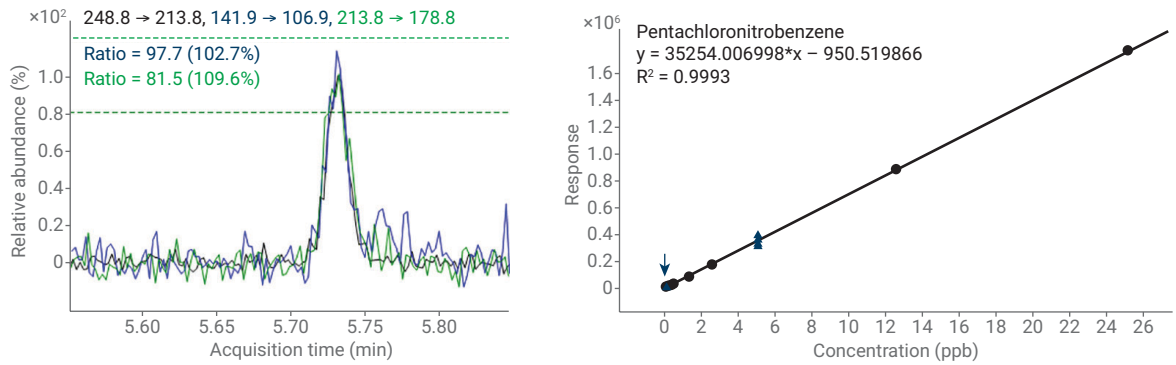 ×10²
248.8 → 213.8, 141.9 → 106.9, 213.8 → 178.8
Ratio = 97.7 (102.7%)
Ratio = 81.5 (109.6%)
Relative abundance (%)
1.0
0.8
0.6
0.4
0.2
0
5.60 5.65 5.70 5.75 5.80
Acquisition time (min)
×10⁶
Pentachloronitrobenzene
y = 35254.006998*x – 950.519866
R² = 0.9993
Response
1.6
1.4
1.2
1.0
0.8
0.6
0.4
0.2
0
0 2 4 6 8 10 12 14 16 18 20 22 24 26
Concentration (ppb)